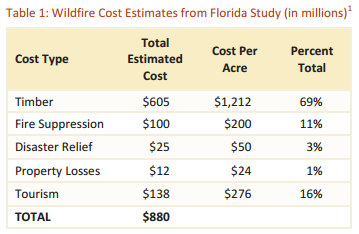 Table 1: Wildfire Cost Estimates from Florida Study (in millions)1
Cost Type Total Estimated Cost Cost Per Acre Percent Total
Timber $605 $1,212 69%
Fire Suppression $100 $200 11%
Disaster Relief $25 $50 3%
Property Losses $12 $24 1%
Tourism $138 $276 16%
TOTAL $880